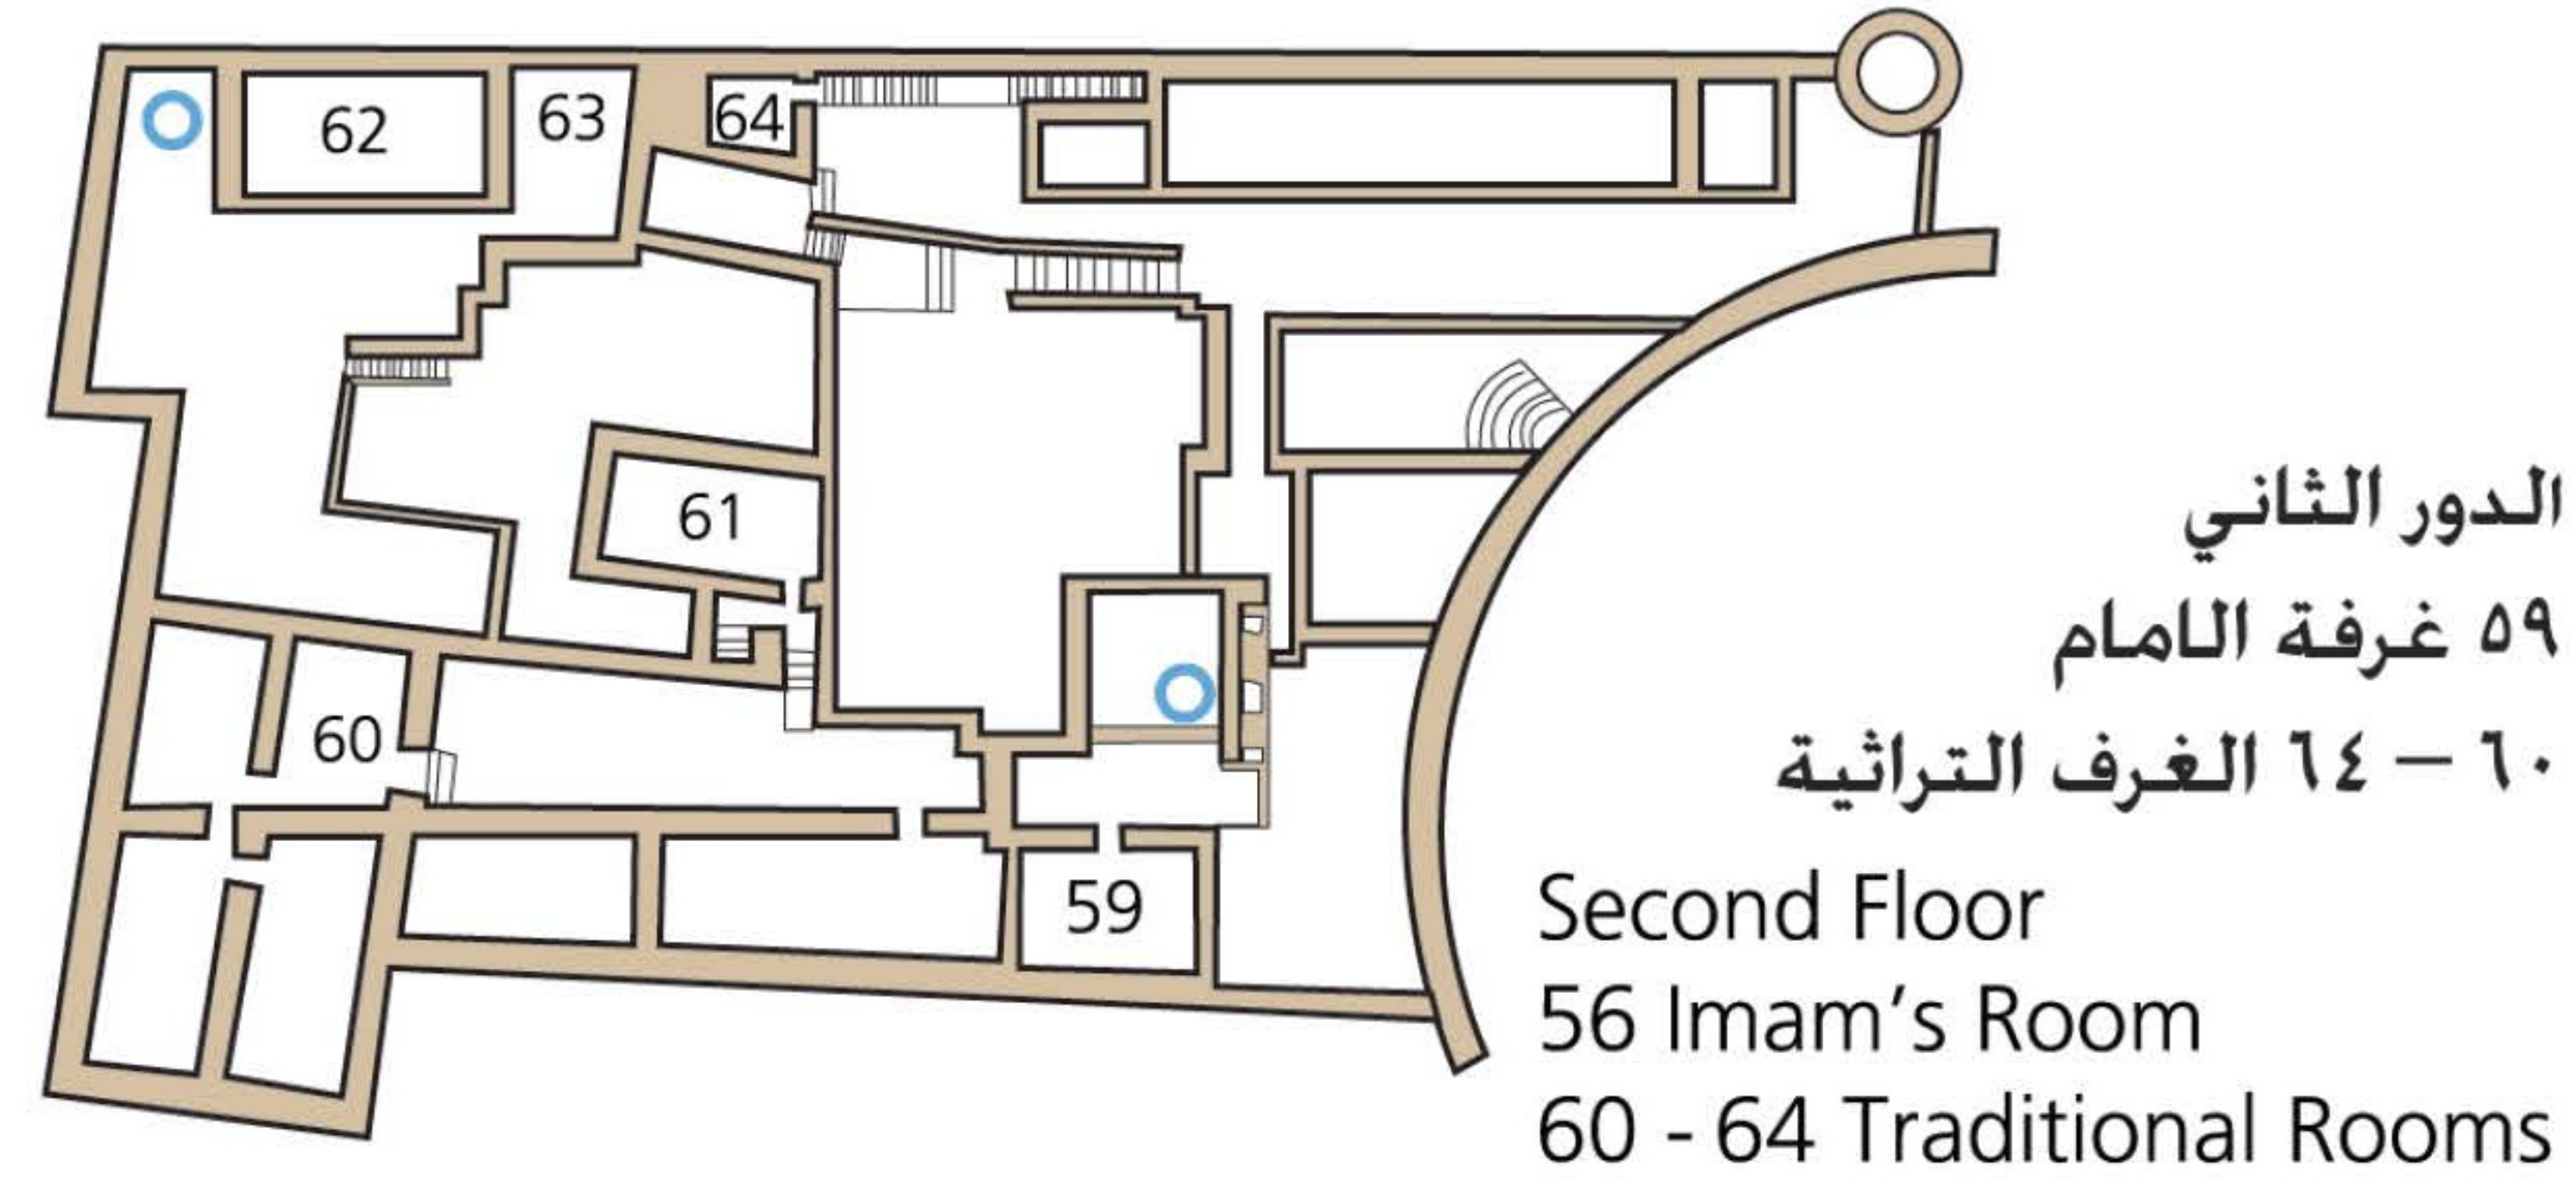 62
63
64
61
60
59
الدور الثاني
٥٩ غرفة الامام
٦٠ – ٦٤ الغرف التراثية
Second Floor
56 Imam’s Room
60 - 64 Traditional Rooms